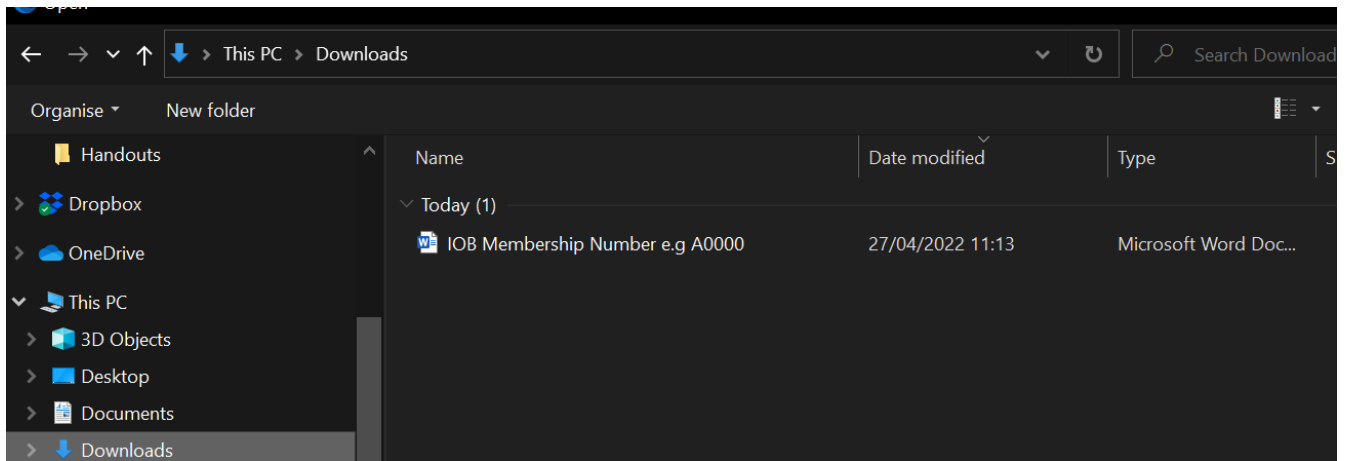 Open
This PC > Downloads
Search Download
Organise
New folder
Handouts
Name
Date modified
Type
S
Dropbox
Today (1)
OneDrive
IOB Membership Number e.g A0000
27/04/2022 11:13
Microsoft Word Doc...
This PC
3D Objects
Desktop
Documents
Downloads